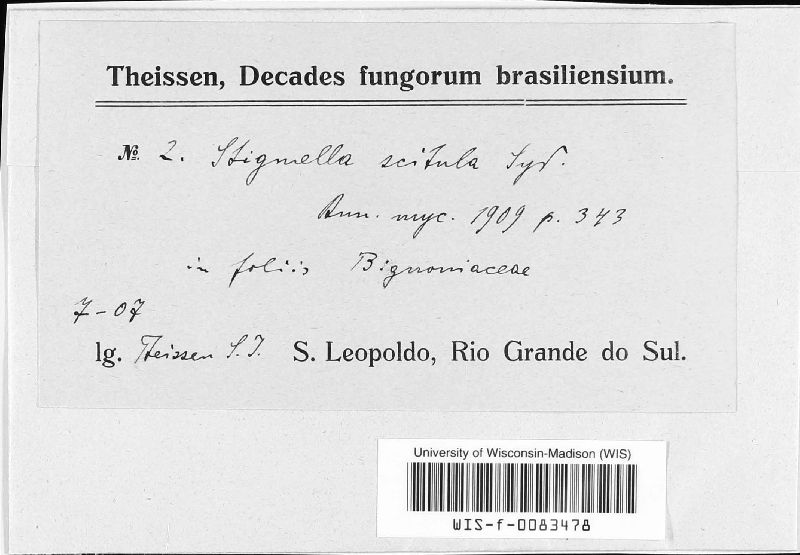 Theissen, Decades fungorum brasiliensium.
№ 2. Stigmella scitula Syd.
Ann. myc. 1909 p. 343
in foliis Bignoniaceae
7-07
lg. Theissen S.J. S. Leopoldo, Rio Grande do Sul.
University of Wisconsin-Madison (WIS)
WIS-f-0083478